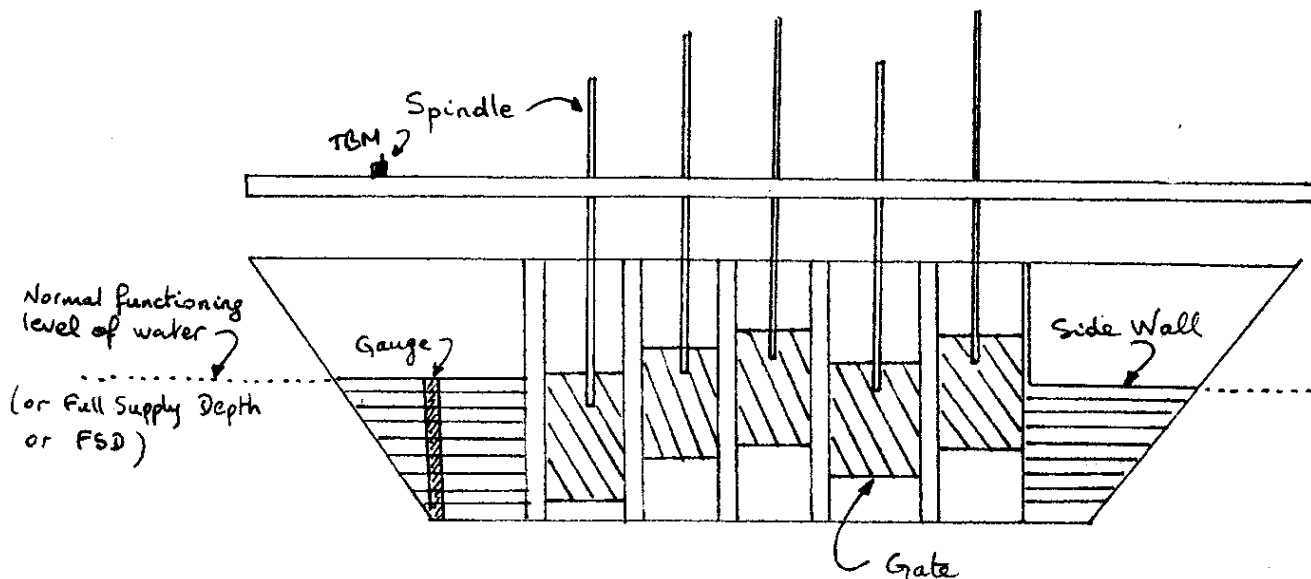 Spindle
TBM
Normal functioning
level of water
(or Full Supply Depth
or FSD)
Gauge
Side Wall
Gate